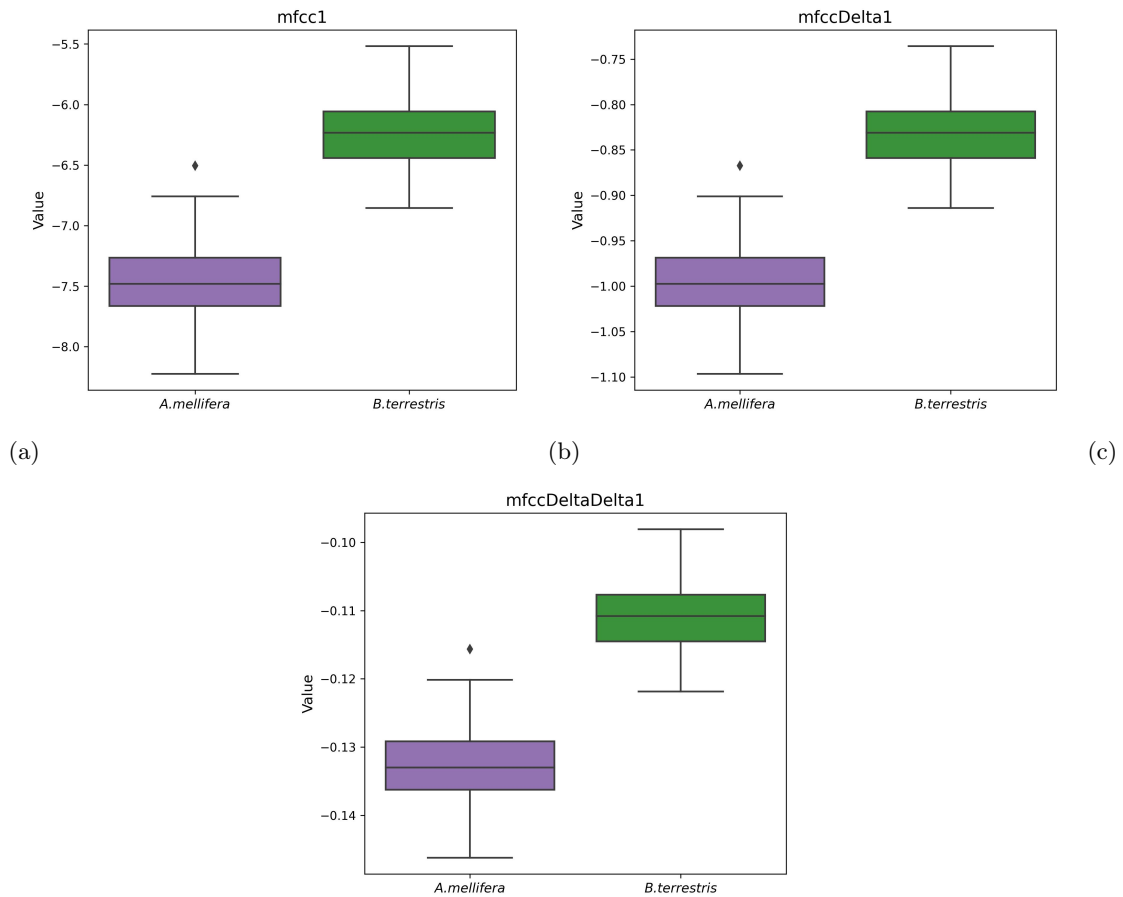 mfcc1
Value
−5.5
−6.0
−6.5
−7.0
−7.5
−8.0
A.mellifera B.terrestris
mfccDelta1
Value
−0.75
−0.80
−0.85
−0.90
−0.95
−1.00
−1.05
−1.10
A.mellifera B.terrestris
(a) (b) (c)
mfccDeltaDelta1
Value
−0.10
−0.11
−0.12
−0.13
−0.14
A.mellifera B.terrestris